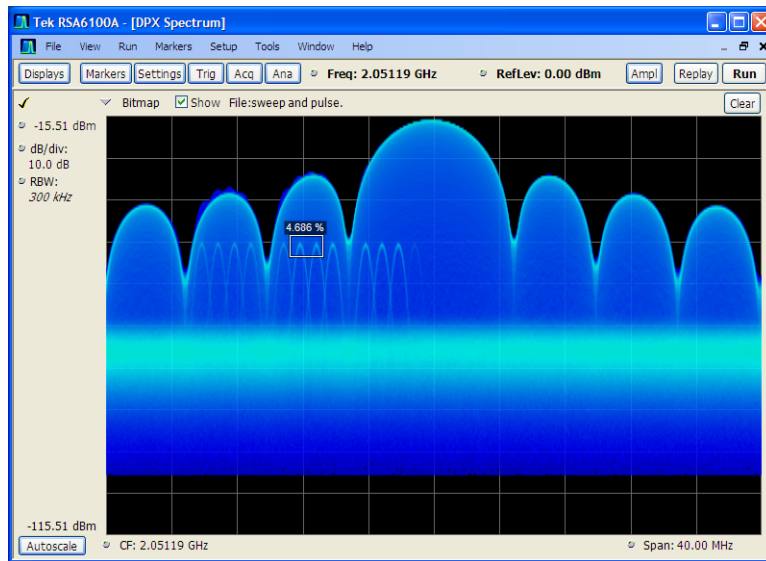 Tek RSA6100A - [DPX Spectrum]
File View Run Markers Setup Tools Window Help
Displays Markers Settings Trig Acq Ana Freq: 2.05119 GHz RefLev: 0.00 dBm Ampl Replay Run
Bitmap Show File:sweep and pulse. Clear
-15.51 dBm
dB/div:
10.0 dB
RBW:
300 kHz
4.686 %
-115.51 dBm
Autoscale CF: 2.05119 GHz Span: 40.00 MHz